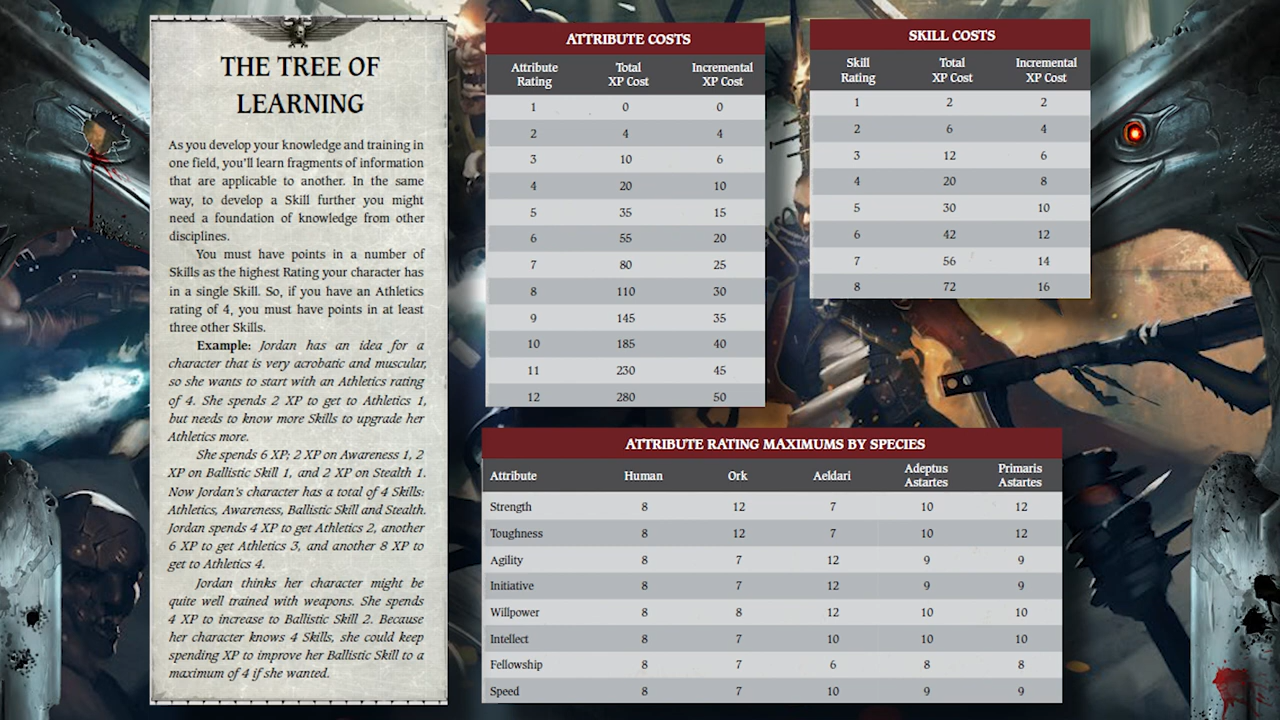 THE TREE OF
LEARNING
As you develop your knowledge and training in
one field, you'll learn fragments of information
that are applicable to another. In the same
way, to develop a Skill further you might
need a foundation of knowledge from other
disciplines.
You must have points in a number of
Skills as the highest Rating your character has
in a single Skill. So, if you have an Athletics
rating of 4, you must have points in at least
three other Skills.
Example: Jordan has an idea for a
character that is very acrobatic and muscular,
so she wants to start with an Athletics rating
of 4. She spends 2 XP to get to Athletics 1,
but needs to know more Skills to upgrade her
Athletics more.
She spends 6 XP; 2 XP on Awareness 1, 2
XP on Ballistic Skill 1, and 2 XP on Stealth 1.
Now Jordan's character has a total of 4 Skills:
Athletics, Awareness, Ballistic Skill and Stealth.
Jordan spends 4 XP to get Athletics 2, another
6 XP to get Athletics 3, and another 8 XP to
get to Athletics 4.
Jordan thinks her character might be
quite well trained with weapons. She spends
4 XP to increase to Ballistic Skill 2. Because
her character knows 4 Skills, she could keep
spending XP to improve her Ballistic Skill to a
maximum of 4 if she wanted.
ATTRIBUTE COSTS
Attribute Rating Total XP Cost Incremental XP Cost
1 0 0
2 4 4
3 10 6
4 20 10
5 35 15
6 55 20
7 80 25
8 110 30
9 145 35
10 185 40
11 230 45
12 280 50
SKILL COSTS
Skill Rating Total XP Cost Incremental XP Cost
1 2 2
2 6 4
3 12 6
4 20 8
5 30 10
6 42 12
7 56 14
8 72 16
ATTRIBUTE RATING MAXIMUMS BY SPECIES
Attribute Human Ork Aeldari Adeptus Astartes Primaris Astartes
Strength 8 12 7 10 12
Toughness 8 12 7 10 12
Agility 8 7 12 9 9
Initiative 8 7 12 9 9
Willpower 8 8 12 10 10
Intellect 8 7 10 10 10
Fellowship 8 7 6 8 8
Speed 8 7 10 9 9